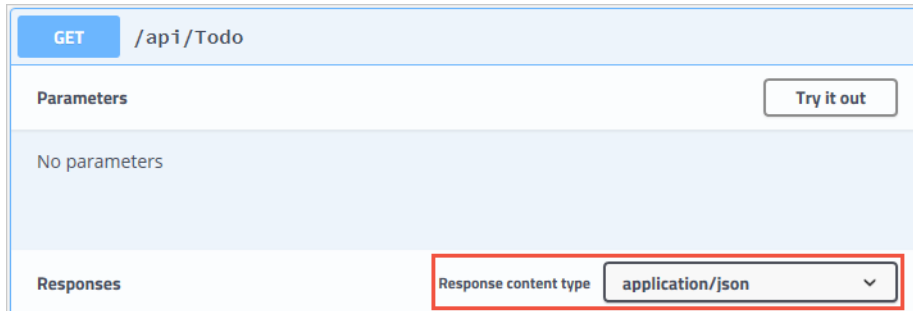 GET /api/Todo
Parameters Try it out
No parameters
Responses Response content type application/json